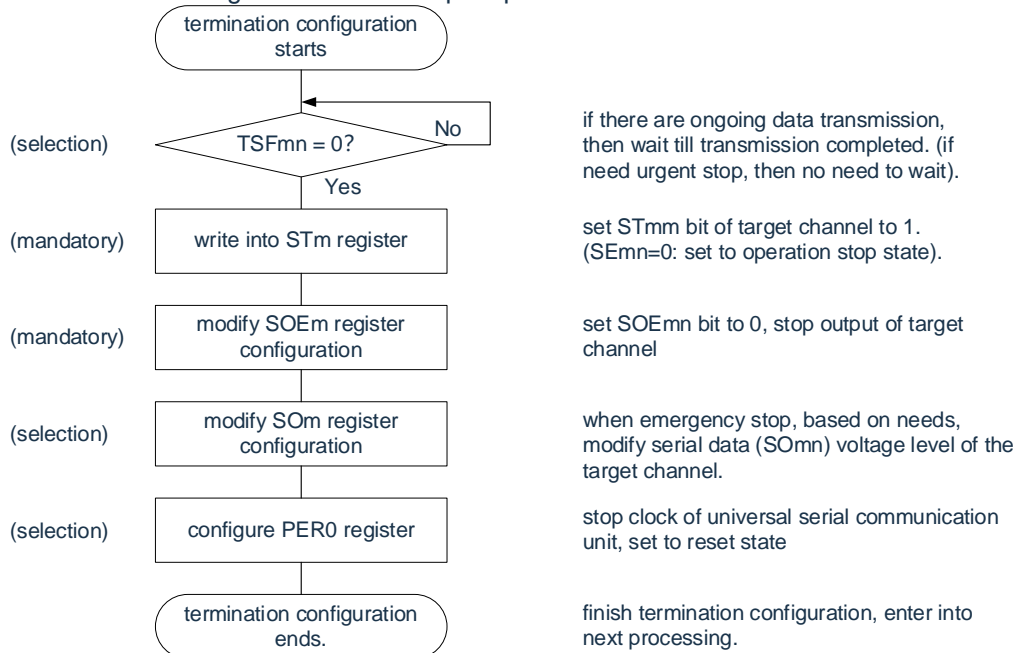 termination configuration
starts
(selection)
TSFmn = 0?
No
Yes
if there are ongoing data transmission,
then wait till transmission completed. (if
need urgent stop, then no need to wait).
(mandatory)
write into STm register
set STmm bit of target channel to 1.
(SEmn=0: set to operation stop state).
(mandatory)
modify SOEm register
configuration
set SOEmn bit to 0, stop output of target
channel
(selection)
modify SOm register
configuration
when emergency stop, based on needs,
modify serial data (SOmn) voltage level of the
target channel.
(selection)
configure PER0 register
stop clock of universal serial communication
unit, set to reset state
termination configuration
ends.
finish termination configuration, enter into
next processing.